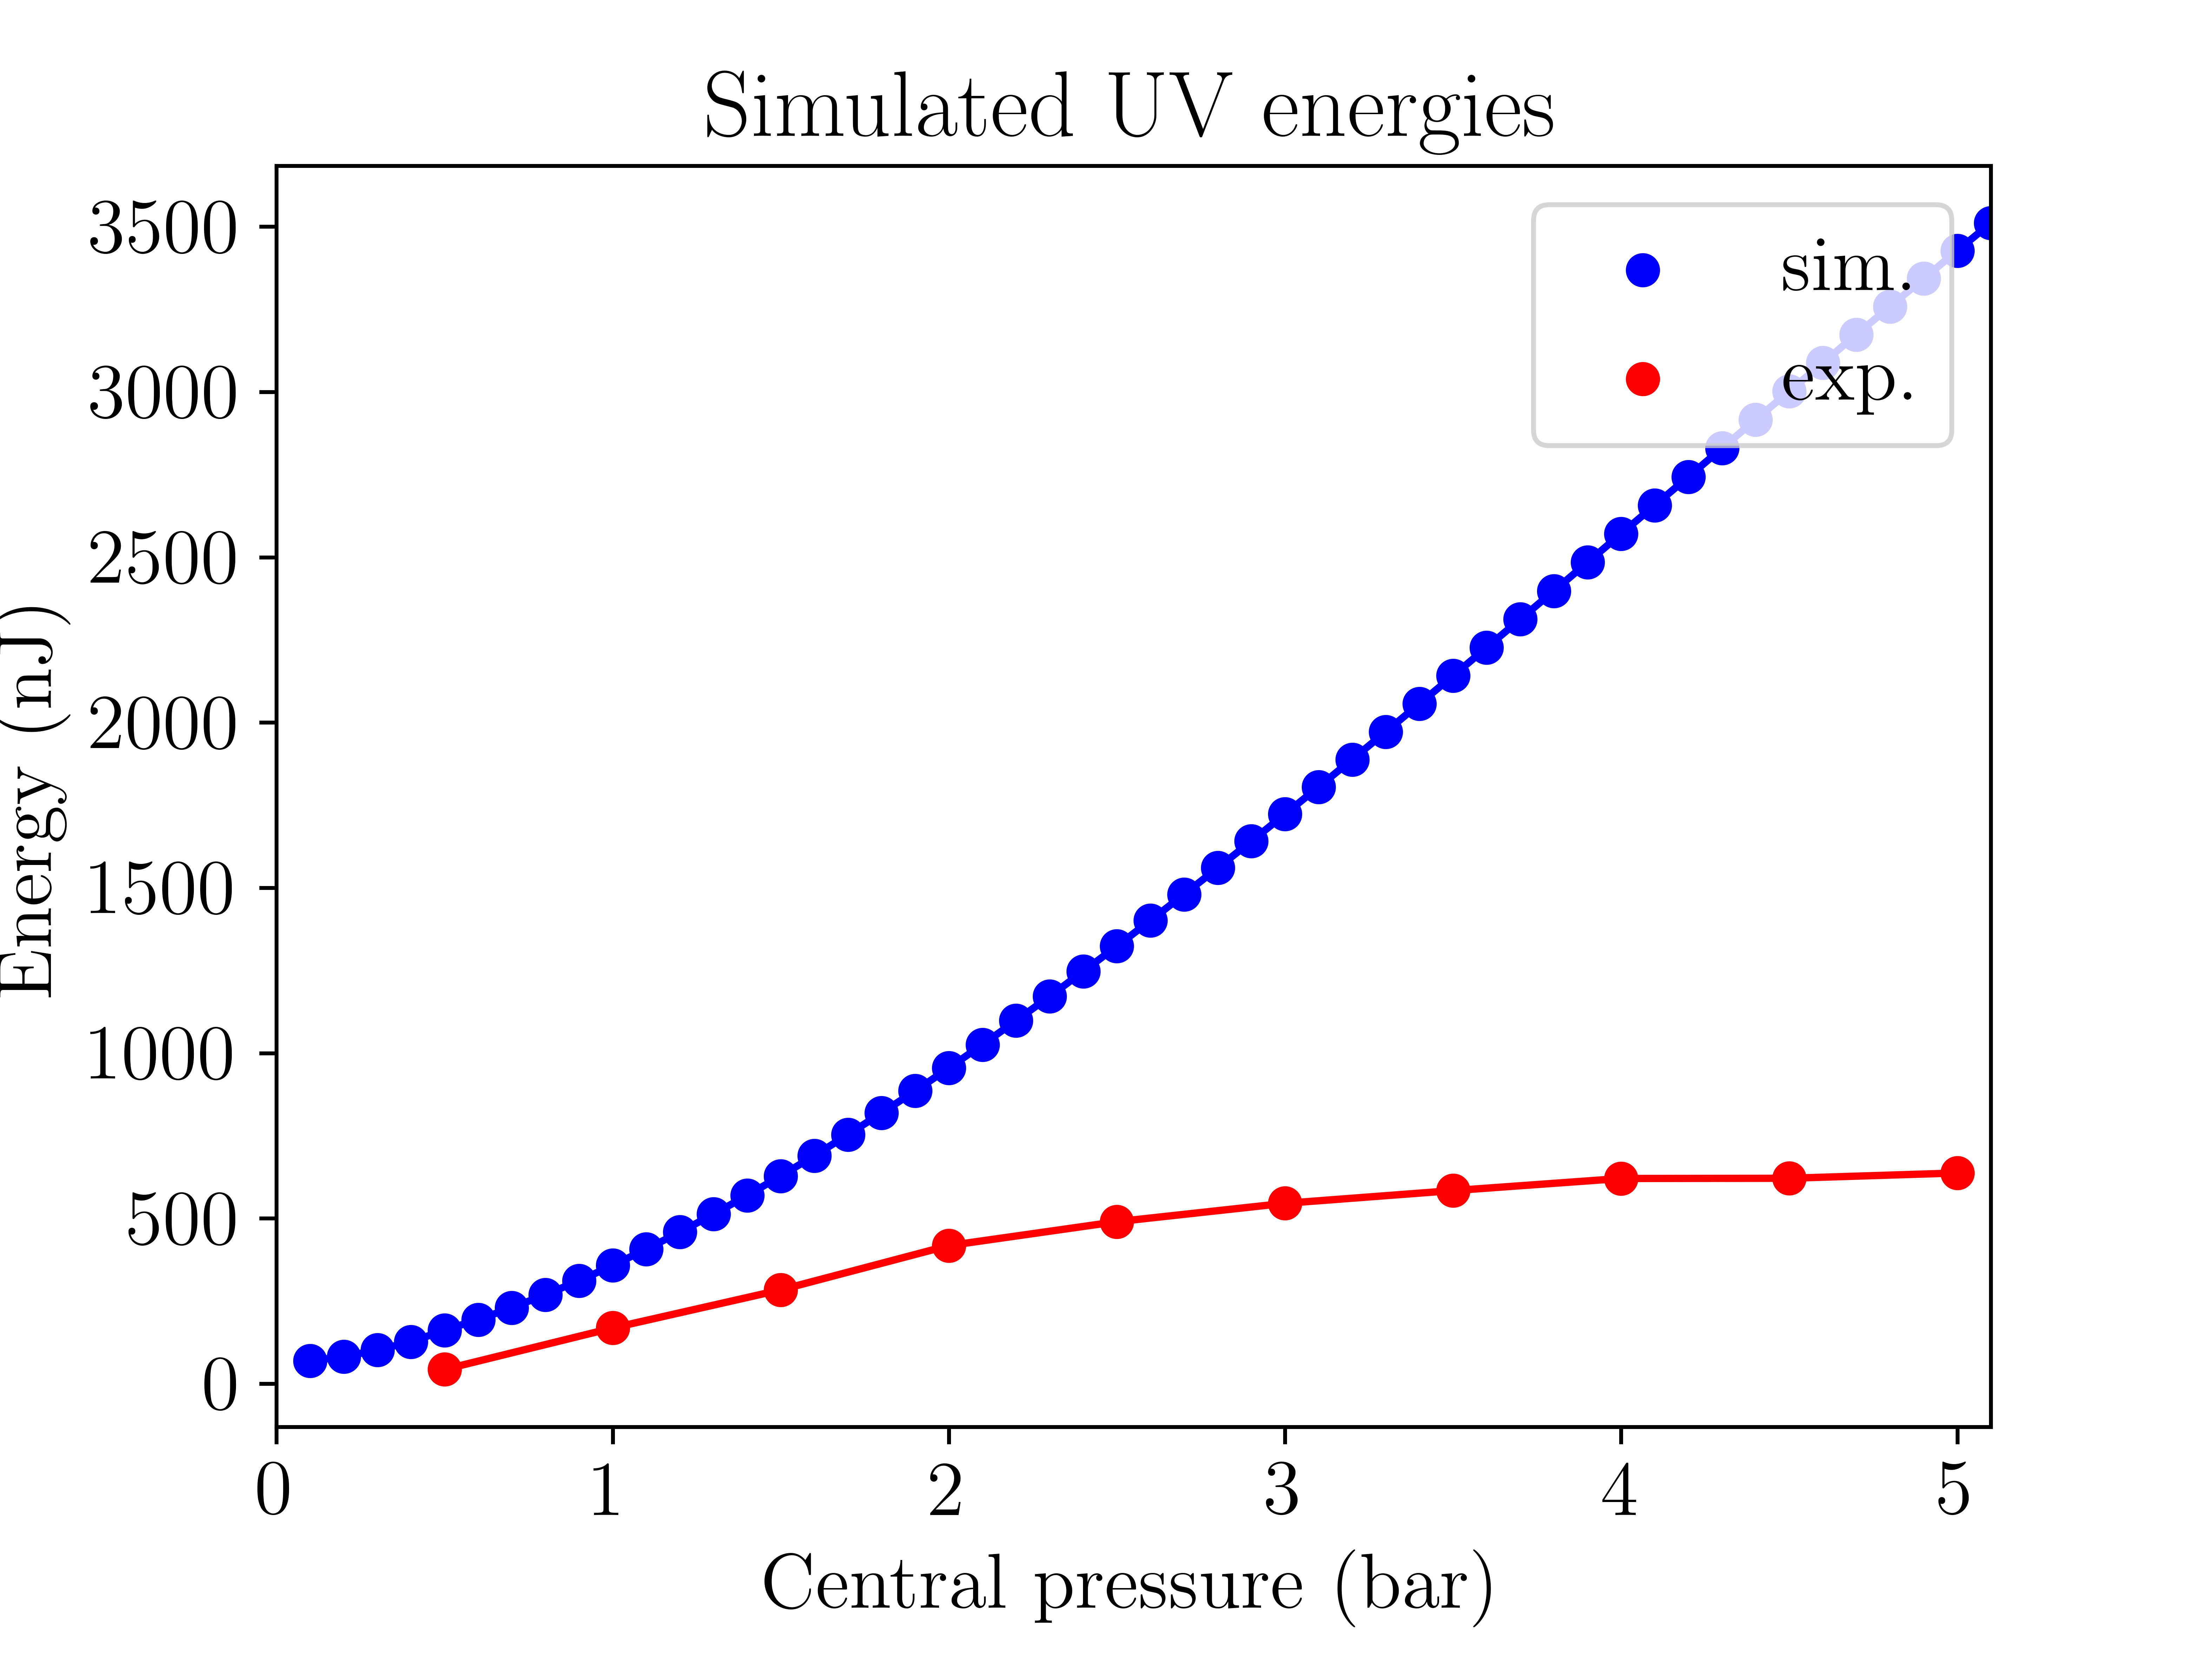 Simulated UV energies
3500
3000
2500
2000
1500
1000
500
0
Energy (nJ)
sim.
exp.
0 1 2 3 4 5
Central pressure (bar)